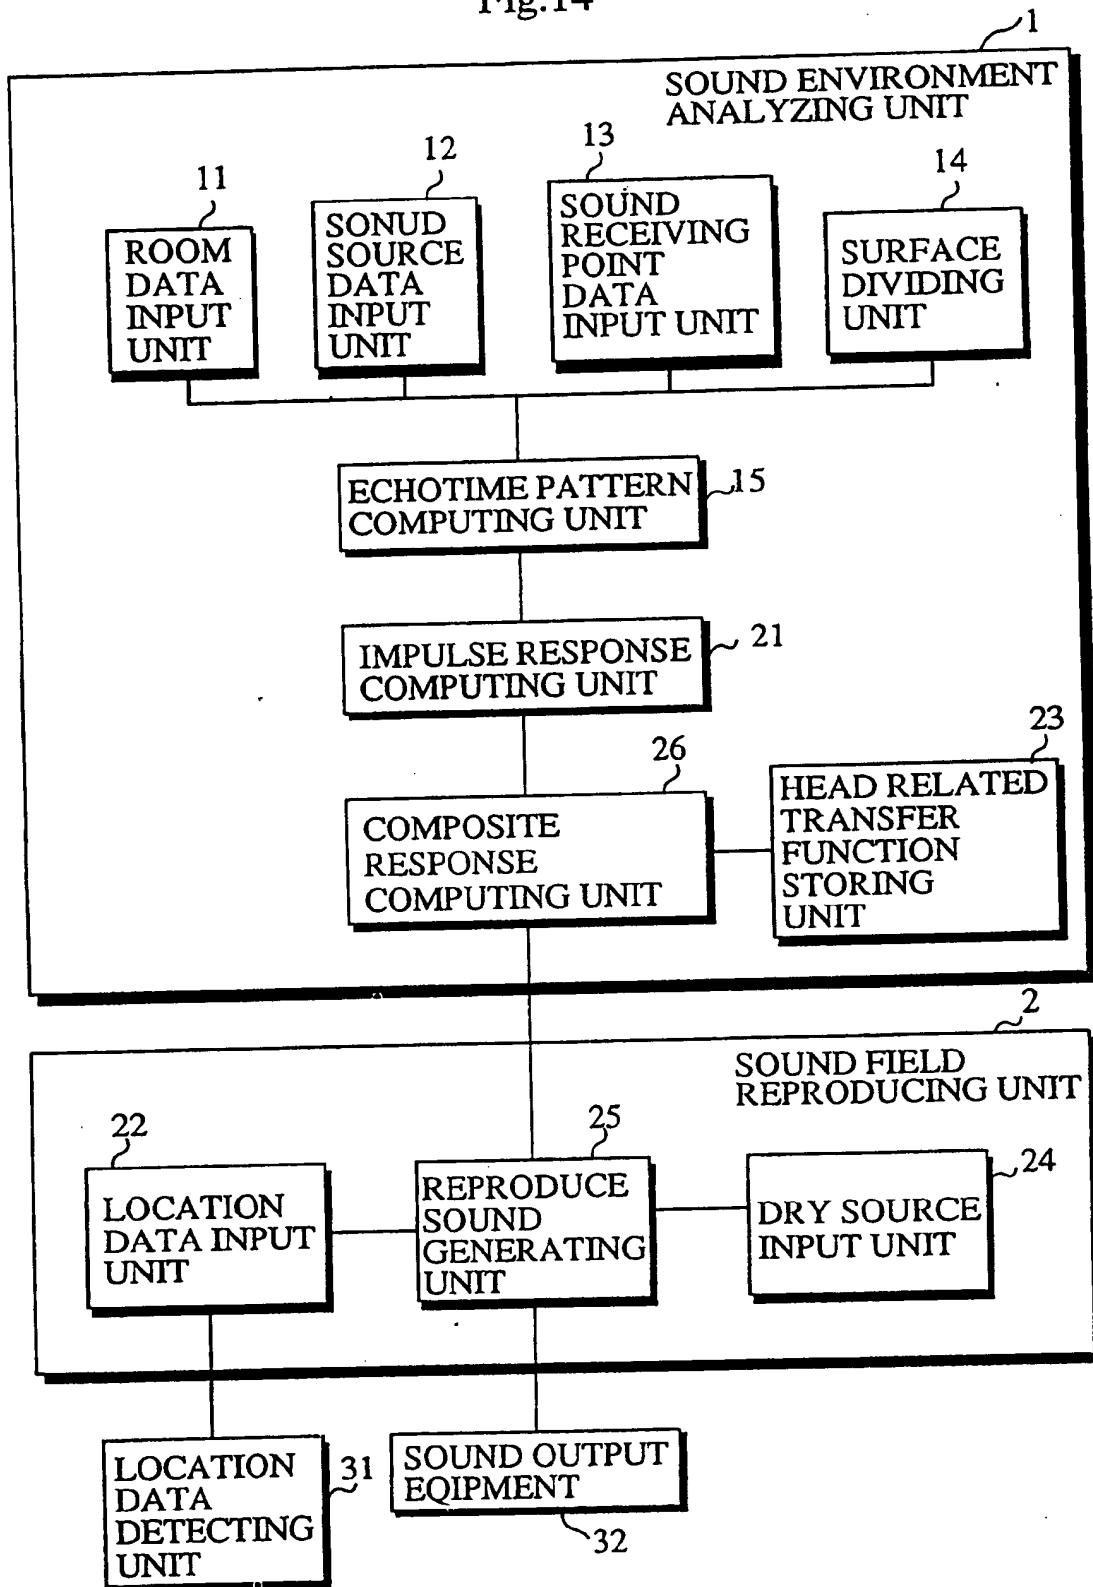 Fig.14
1
SOUND ENVIRONMENT
ANALYZING UNIT
11
ROOM
DATA
INPUT
UNIT
12
SONUD
SOURCE
DATA
INPUT
UNIT
13
SOUND
RECEIVING
POINT
DATA
INPUT UNIT
14
SURFACE
DIVIDING
UNIT
ECHOTIME PATTERN
COMPUTING UNIT
15
IMPULSE RESPONSE
COMPUTING UNIT
21
26
COMPOSITE
RESPONSE
COMPUTING UNIT
23
HEAD RELATED
TRANSFER
FUNCTION
STORING
UNIT
2
SOUND FIELD
REPRODUCING UNIT
22
LOCATION
DATA INPUT
UNIT
25
REPRODUCE
SOUND
GENERATING
UNIT
24
DRY SOURCE
INPUT UNIT
LOCATION
DATA
DETECTING
UNIT
31
SOUND OUTPUT
EQIPMENT
32